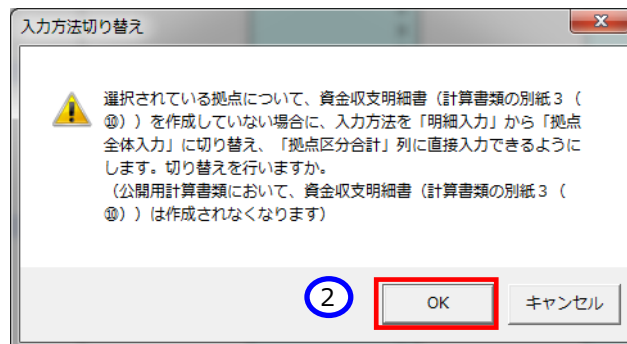 入力方法切り替え
選択されている拠点について、資金収支明細書（計算書類の別紙３（
⑩））を作成していない場合に、入力方法を「明細入力」から「拠点
全体入力」に切り替え、「拠点区分合計」列に直接入力できるように
します。切り替えを行いますか。
（公開用計算書類において、資金収支明細書（計算書類の別紙３（
⑩））は作成されなくなります）
2
OK
キャンセル